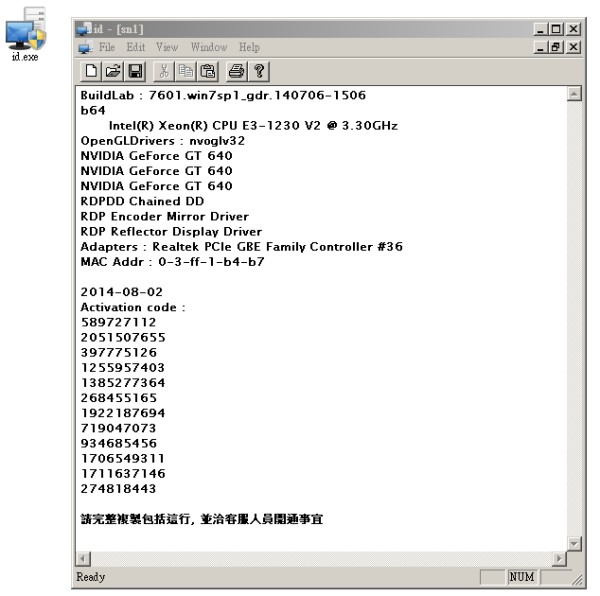 id.exe
id - [sn1]
File Edit View Window Help
BuildLab : 7601.win7sp1_gdr.140706-1506
b64
Intel(R) Xeon(R) CPU E3-1230 V2 @ 3.30GHz
OpenGLDrivers : nvoglv32
NVIDIA GeForce GT 640
NVIDIA GeForce GT 640
NVIDIA GeForce GT 640
RDPDD Chained DD
RDP Encoder Mirror Driver
RDP Reflector Display Driver
Adapters : Realtek PCIe GBE Family Controller #36
MAC Addr : 0-3-ff-1-b4-b7
2014-08-02
Activation code :
589727112
2051507655
397775126
1255957403
1385277364
268455165
1922187694
719047073
934685456
1706549311
1711637146
274818443
請完整複製包括這行, 並洽客服人員開通事宜
Ready
NUM